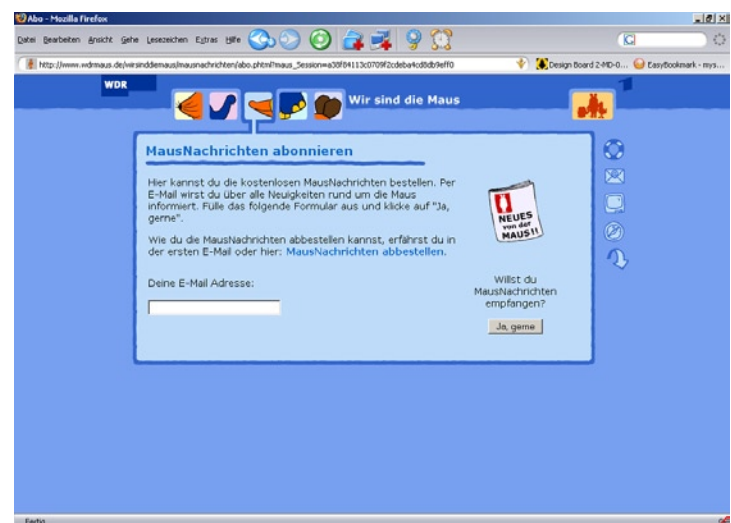 Abo - Mozilla Firefox
Datei Bearbeiten Ansicht Gehe Lesezeichen Extras Hilfe
Design Board 2-MD-0... EasyBookmark - mys...
WDR
Wir sind die Maus
MausNachrichten abonnieren
Hier kannst du die kostenlosen MausNachrichten bestellen. Per
E-Mail wirst du über alle Neuigkeiten rund um die Maus
informiert. Fülle das folgende Formular aus und klicke auf "Ja,
gerne".
Wie du die MausNachrichten abbestellen kannst, erfährst du in
der ersten E-Mail oder hier: MausNachrichten abbestellen.
Deine E-Mail Adresse:
NEUES
von der
MAUS!!
Willst du
MausNachrichten
empfangen?
Ja, gerne
Fertig